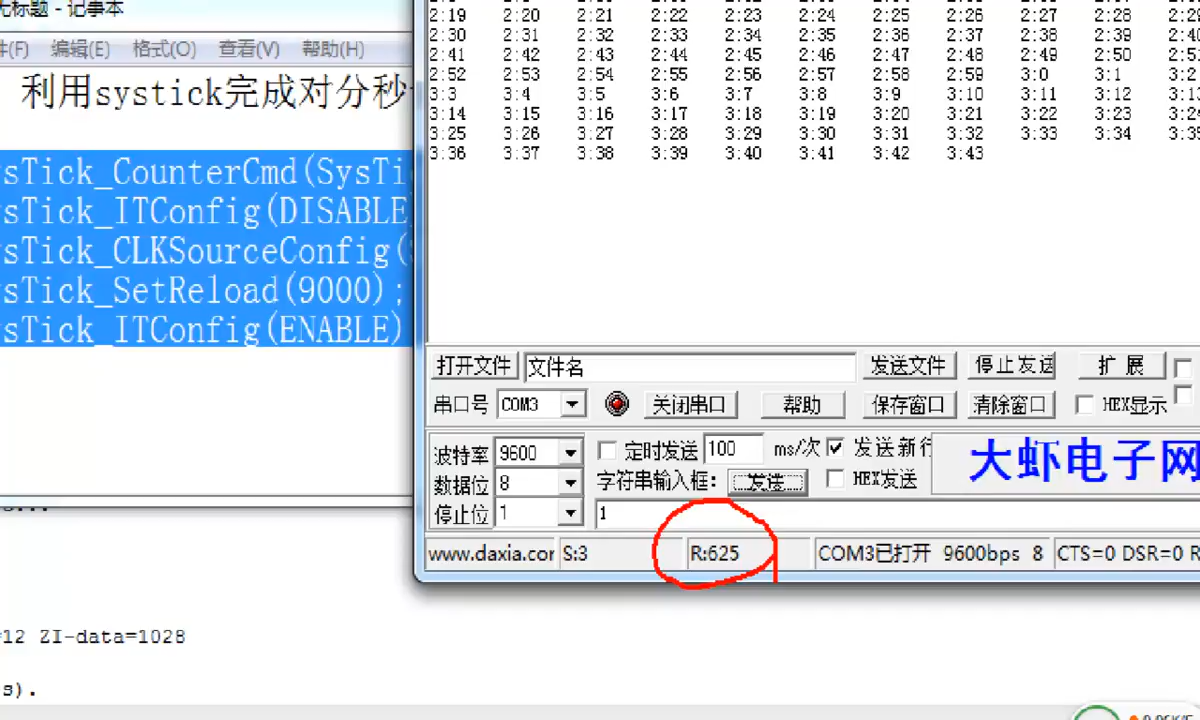 无标题 - 记事本
(F) 编辑(E) 格式(O) 查看(V) 帮助(H)
利用systick完成对分秒
sTick_CounterCmd(SysTi
sTick_ITConfig(DISABLE
sTick_CLKSourceConfig(
sTick_SetReload(9000);
sTick_ITConfig(ENABLE)
2:19 2:20 2:21 2:22 2:23 2:24 2:25 2:26 2:27 2:28 2:29
2:30 2:31 2:32 2:33 2:34 2:35 2:36 2:37 2:38 2:39 2:40
2:41 2:42 2:43 2:44 2:45 2:46 2:47 2:48 2:49 2:50 2:5
2:52 2:53 2:54 2:55 2:56 2:57 2:58 2:59 3:0 3:1 3:2
3:3 3:4 3:5 3:6 3:7 3:8 3:9 3:10 3:11 3:12 3:13
3:14 3:15 3:16 3:17 3:18 3:19 3:20 3:21 3:22 3:23 3:24
3:25 3:26 3:27 3:28 3:29 3:30 3:31 3:32 3:33 3:34 3:35
3:36 3:37 3:38 3:39 3:40 3:41 3:42 3:43
打开文件 文件名 发送文件 停止发送 扩展
串口号 COM3 关闭串口 帮助 保存窗口 清除窗口 HEX显示
波特率 9600 定时发送 100 ms/次 发送新行
大虾电子网
数据位 8 字符串输入框: 发送 HEX发送
停止位 1 1
www.daxia.cor S:3 R:625 COM3已打开 9600bps 8 CTS=0 DSR=0 R
=12 ZI-data=1028
s).